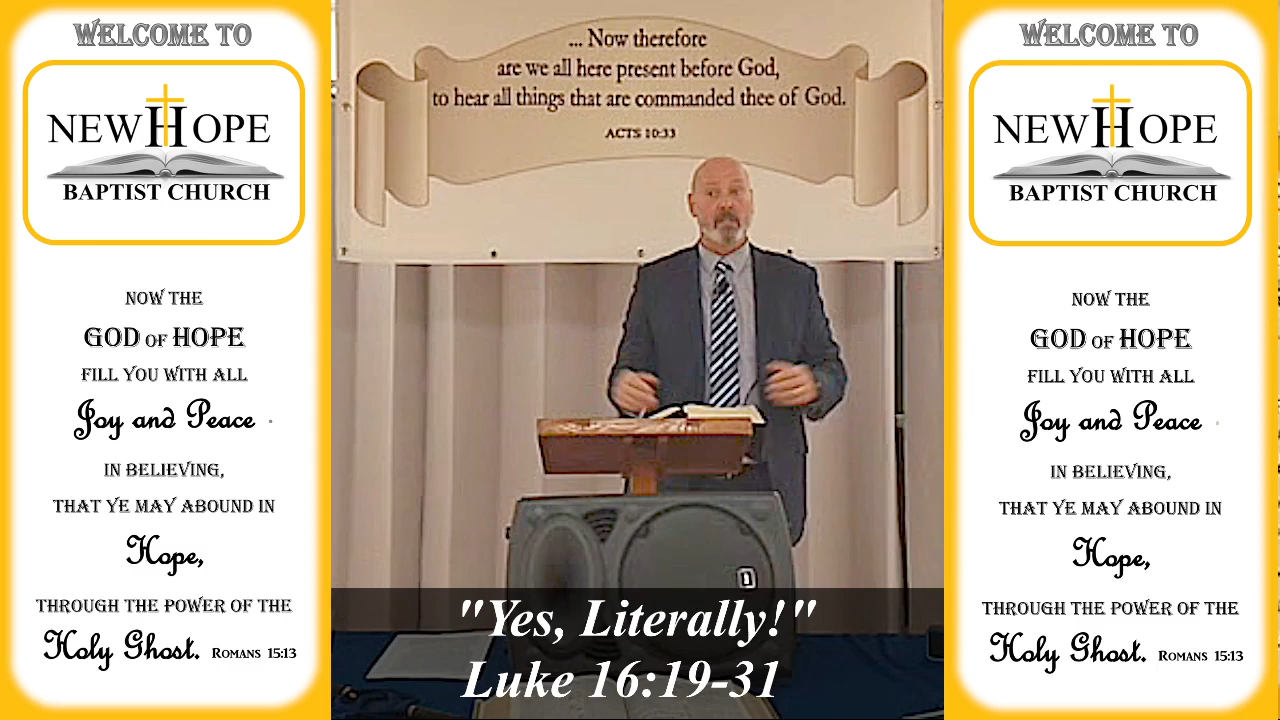 WELCOME TO
NEW HOPE
BAPTIST CHURCH
NOW THE
GOD OF HOPE
FILL YOU WITH ALL
Joy and Peace
IN BELIEVING,
THAT YE MAY ABOUND IN
Hope,
THROUGH THE POWER OF THE
Holy Ghost. ROMANS 15:13
... Now therefore
are we all here present before God,
to hear all things that are commanded thee of God.
ACTS 10:33
"Yes, Literally!"
Luke 16:19-31
WELCOME TO
NEW HOPE
BAPTIST CHURCH
NOW THE
GOD OF HOPE
FILL YOU WITH ALL
Joy and Peace
IN BELIEVING,
THAT YE MAY ABOUND IN
Hope,
THROUGH THE POWER OF THE
Holy Ghost. ROMANS 15:13